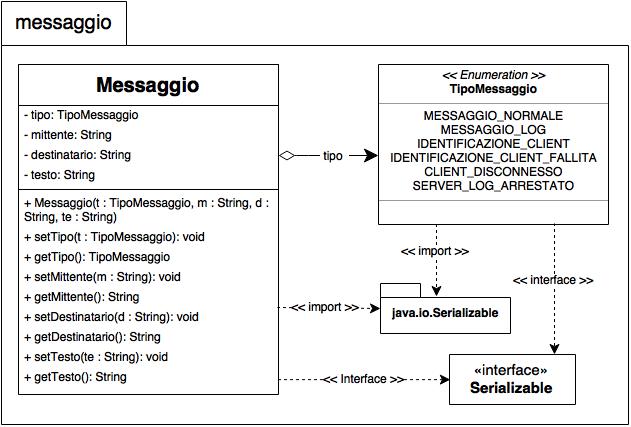 messaggio
Messaggio
- tipo: TipoMessaggio
- mittente: String
- destinatario: String
- testo: String
+ Messaggio(t : TipoMessaggio, m : String, d :
String, te : String)
+ setTipo(t : TipoMessaggio): void
+ getTipo(): TipoMessaggio
+ setMittente(m : String): void
+ getMittente(): String
+ setDestinatario(d : String): void
+ getDestinatario(): String
+ setTesto(te : String): void
+ getTesto(): String
tipo
<< Enumeration >>
TipoMessaggio
MESSAGGIO_NORMALE
MESSAGGIO_LOG
IDENTIFICAZIONE_CLIENT
IDENTIFICAZIONE_CLIENT_FALLITA
CLIENT_DISCONNESSO
SERVER_LOG_ARRESTATO
<< import >>
<< interface >>
<< import >>
java.io.Serializable
<< Interface >>
«interface»
Serializable